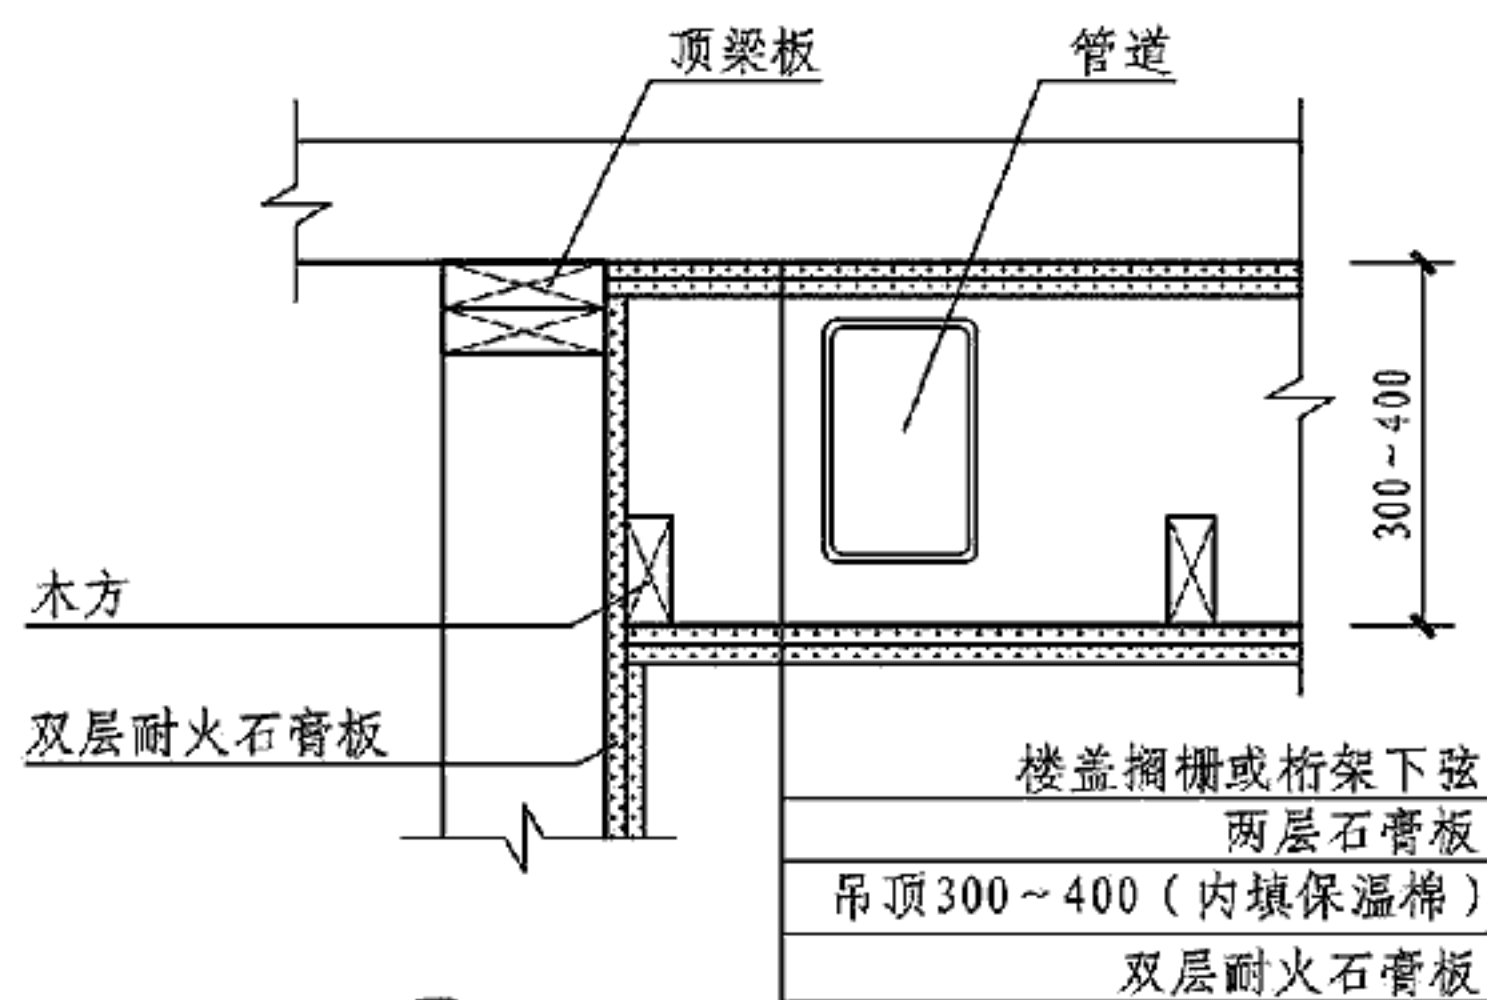 顶梁板
管道
300~400
木方
双层耐火石膏板
楼盖搁栅或桁架下弦
两层石膏板
吊顶300~400(内填保温棉)
双层耐火石膏板